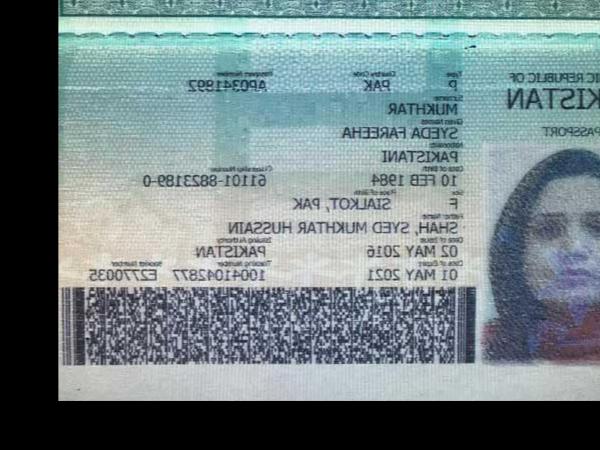 IC REPUBLIC OF
KISTAN
PASSPORT
Type Country Code Passport Number
P PAK AP0341992
Surname
MUKHTAR
Given Names
SYEDA FAREEHA
Nationality
PAKISTANI
Date of Birth Citizenship Number
10 FEB 1984 61101-8823189-0
Sex Place of Birth
F SIALKOT, PAK
Father Name
SHAH, SYED MUKHTAR HUSSAIN
Date of Issue Issuing Authority
02 MAY 2016 PAKISTAN
Date of Expiry Tracking Number Booklet Number
01 MAY 2021 10041042877 E2770035